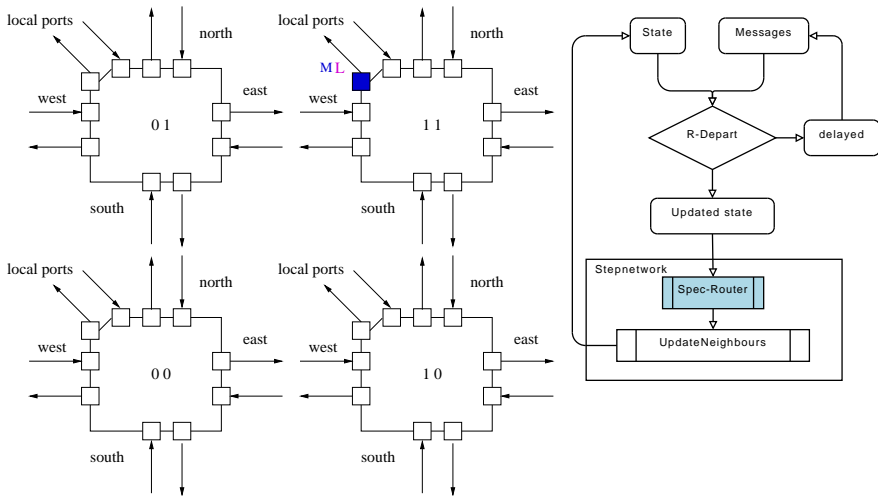 local ports
north
west
east
0 1
south
local ports
north
M L
west
east
1 1
south
local ports
north
west
east
0 0
south
local ports
north
west
east
1 0
south
State
Messages
R-Depart
delayed
Updated state
Stepnetwork
Spec-Router
UpdateNeighbours